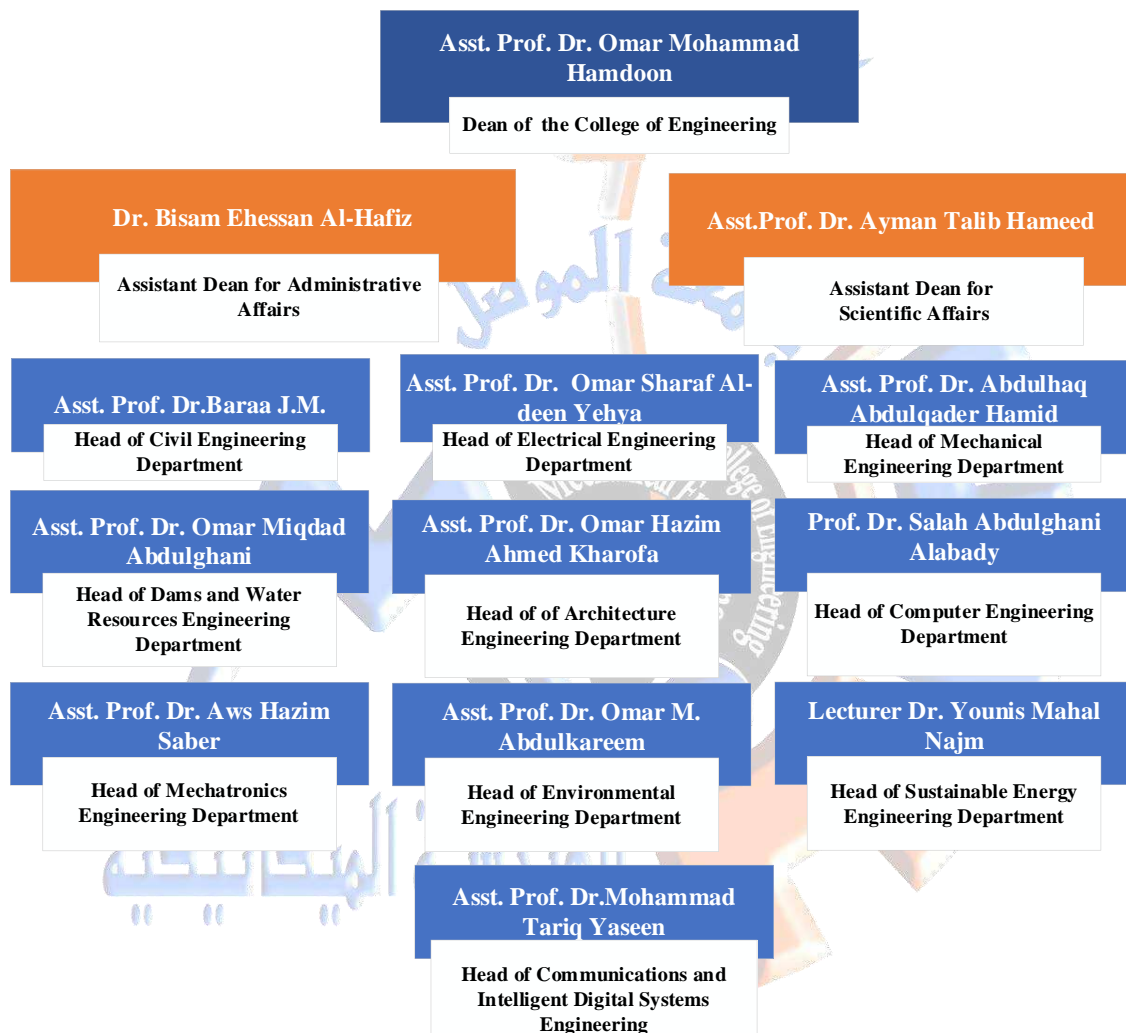 Asst. Prof. Dr. Omar Mohammad
Hamdoon
Dean of the College of Engineering
Dr. Bisam Ehessan Al-Hafiz
Assistant Dean for Administrative
Affairs
Asst.Prof. Dr. Ayman Talib Hameed
Assistant Dean for
Scientific Affairs
Asst. Prof. Dr.Baraa J.M.
Head of Civil Engineering
Department
Asst. Prof. Dr. Omar Sharaf Al-
deen Yehya
Head of Electrical Engineering
Department
Asst. Prof. Dr. Abdulhaq
Abdulqader Hamid
Head of Mechanical
Engineering Department
Asst. Prof. Dr. Omar Miqdad
Abdulghani
Head of Dams and Water
Resources Engineering
Department
Asst. Prof. Dr. Omar Hazim
Ahmed Kharofa
Head of of Architecture
Engineering Department
Prof. Dr. Salah Abdulghani
Alabady
Head of Computer Engineering
Department
Asst. Prof. Dr. Aws Hazim
Saber
Head of Mechatronics
Engineering Department
Asst. Prof. Dr. Omar M.
Abdulkareem
Head of Environmental
Engineering Department
Lecturer Dr. Younis Mahal
Najm
Head of Sustainable Energy
Engineering Department
Asst. Prof. Dr.Mohammad
Tariq Yaseen
Head of Communications and
Intelligent Digital Systems
Engineering
الموصل
College of Engineering
الميكانيكية